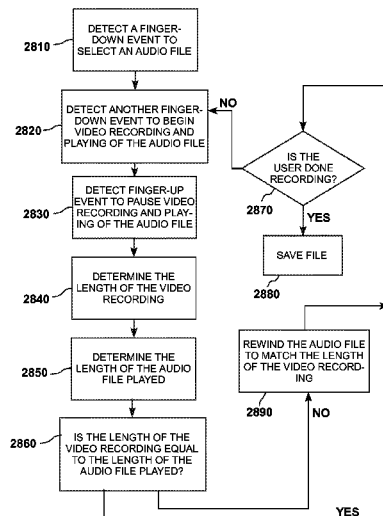 2810
DETECT A FINGER-
DOWN EVENT TO
SELECT AN AUDIO FILE
2820
DETECT ANOTHER FINGER-
DOWN EVENT TO BEGIN
VIDEO RECORDING AND
PLAYING OF THE AUDIO FILE
2830
DETECT FINGER-UP
EVENT TO PAUSE VIDEO
RECORDING AND PLAY-
ING OF THE AUDIO FILE
2840
DETERMINE THE
LENGTH OF THE VIDEO
RECORDING
2850
DETERMINE THE
LENGTH OF THE AUDIO
FILE PLAYED
2860
IS THE LENGTH OF THE
VIDEO RECORDING EQUAL
TO THE LENGTH OF THE
AUDIO FILE PLAYED?
NO
IS THE
USER DONE
RECORDING?
2870
YES
SAVE FILE
2880
REWIND THE AUDIO FILE
TO MATCH THE LENGTH
OF THE VIDEO RECORD-
ING
2890
NO
YES